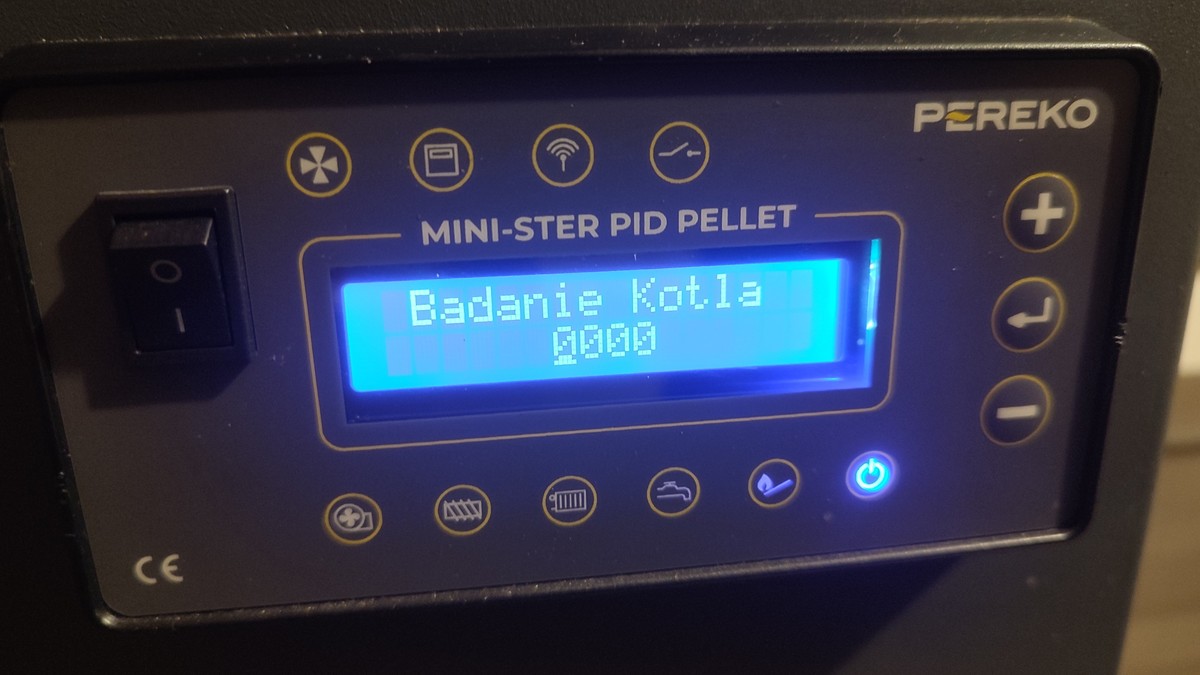 PEREKO
MINI-STER PID PELLET
Badanie Kotla
0000
O
I
CE